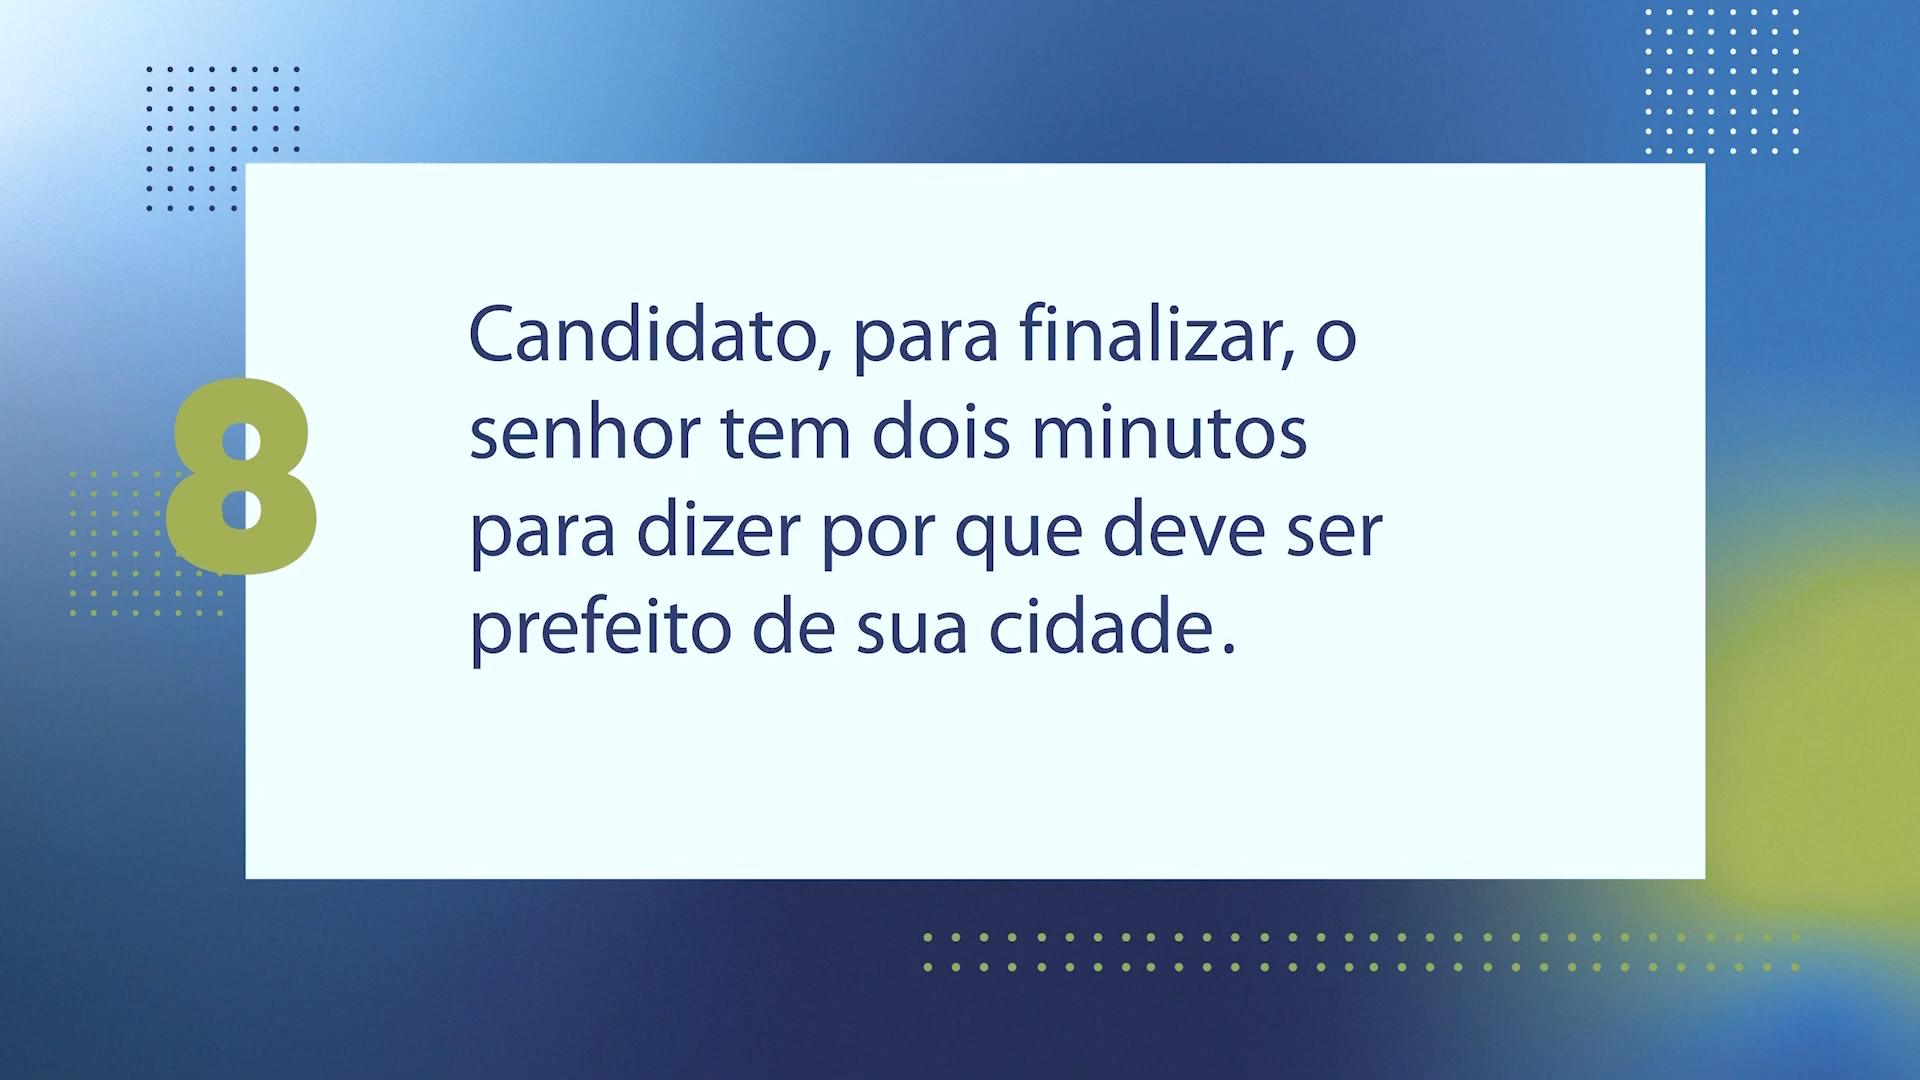 8
Candidato, para finalizar, o
senhor tem dois minutos
para dizer por que deve ser
prefeito de sua cidade.